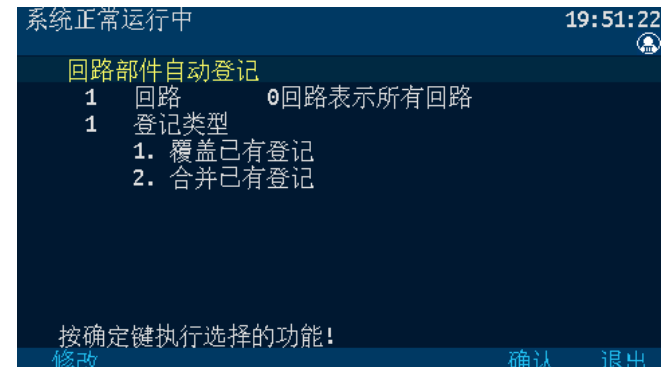 系统正常运行中 19:51:22
回路部件自动登记
1 回路 0回路表示所有回路
1 登记类型
1. 覆盖已有登记
2. 合并已有登记
按确定键执行选择的功能!
修改 确认 退出